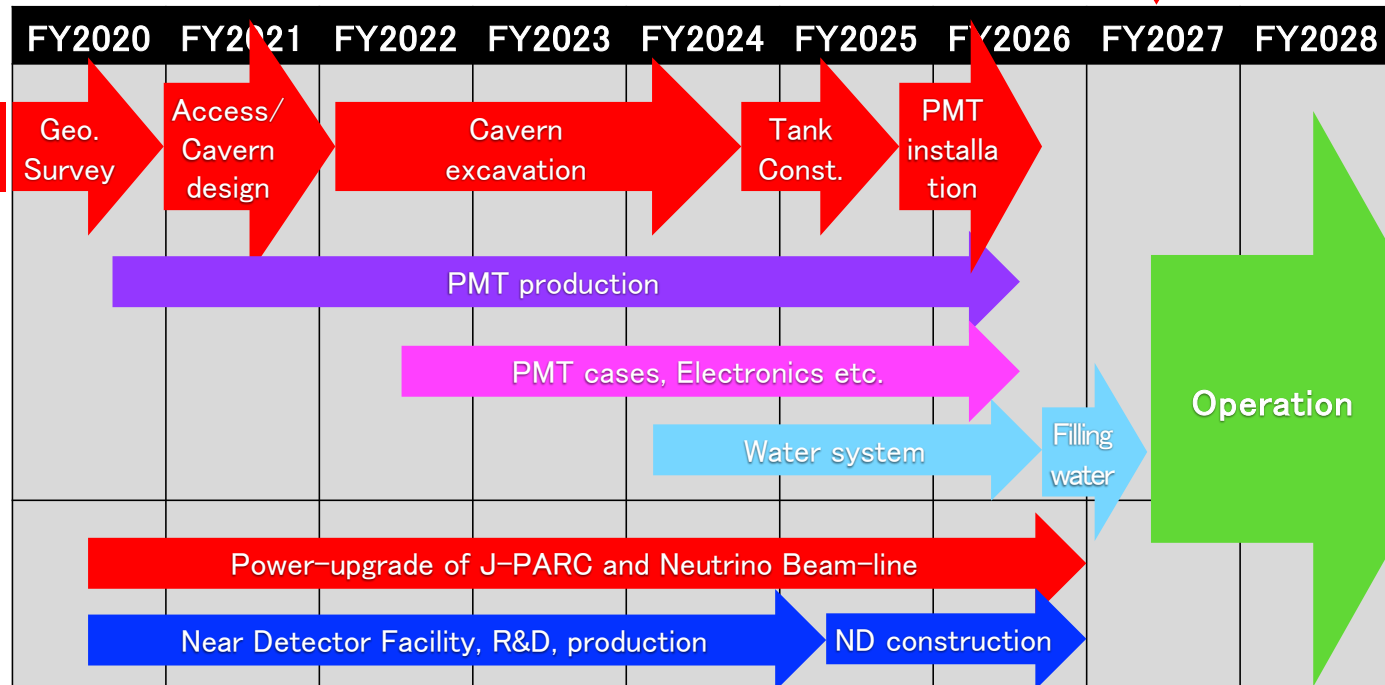 FY2020 FY2021 FY2022 FY2023 FY2024 FY2025 FY2026 FY2027 FY2028
Geo.
Survey
Access/
Cavern
design
Cavern
excavation
Tank
Const.
PMT
installa
tion
PMT production
PMT cases, Electronics etc.
Water system
Filling
water
Operation
Power-upgrade of J-PARC and Neutrino Beam-line
Near Detector Facility, R&D, production
ND construction